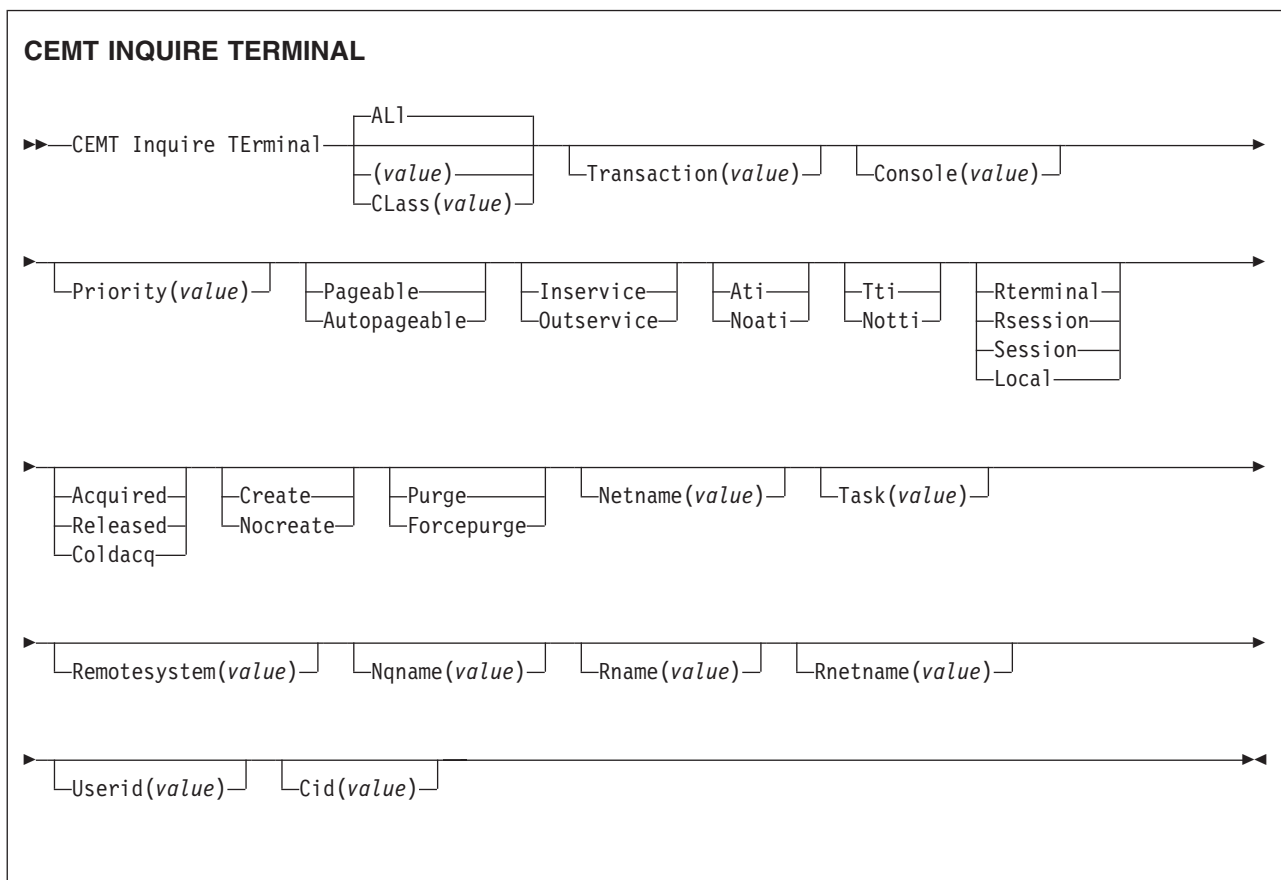 CEMT INQUIRE TERMINAL
ALl
CEMT Inquire TErminal
(value) Transaction(value) Console(value)
CLass(value)
Priority(value) Pageable Inservice Ati Tti Rterminal
Autopageable Outservice Noati Notti Rsession
Session
Local
Acquired Create Purge Netname(value) Task(value)
Released Nocreate Forcepurge
Coldacq
Remotesystem(value) Nqname(value) Rname(value) Rnetname(value)
Userid(value) Cid(value)